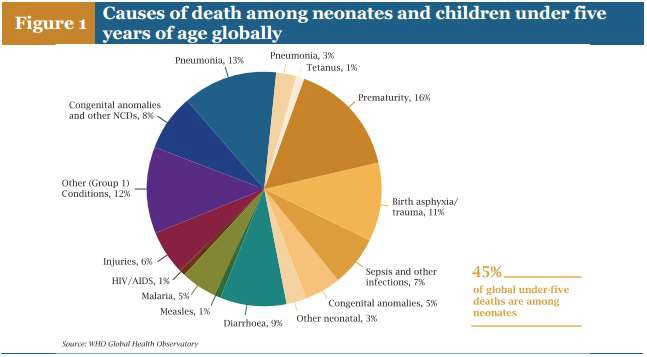 Figure 1
Causes of death among neonates and children under five
years of age globally
Pneumonia, 3%
Tetanus, 1%
Pneumonia, 13%
Prematurity, 16%
Congenital anomalies
and other NCDs, 8%
Other (Group 1)
Conditions, 12%
Birth asphyxia/
trauma, 11%
Injuries, 6%
HIV/AIDS, 1%
Malaria, 5%
Measles, 1%
Diarrhoea, 9%
Other neonatal, 3%
Congenital anomalies, 5%
Sepsis and other
infections, 7%
45%
of global under-five
deaths are among
neonates
Source: WHO Global Health Observatory